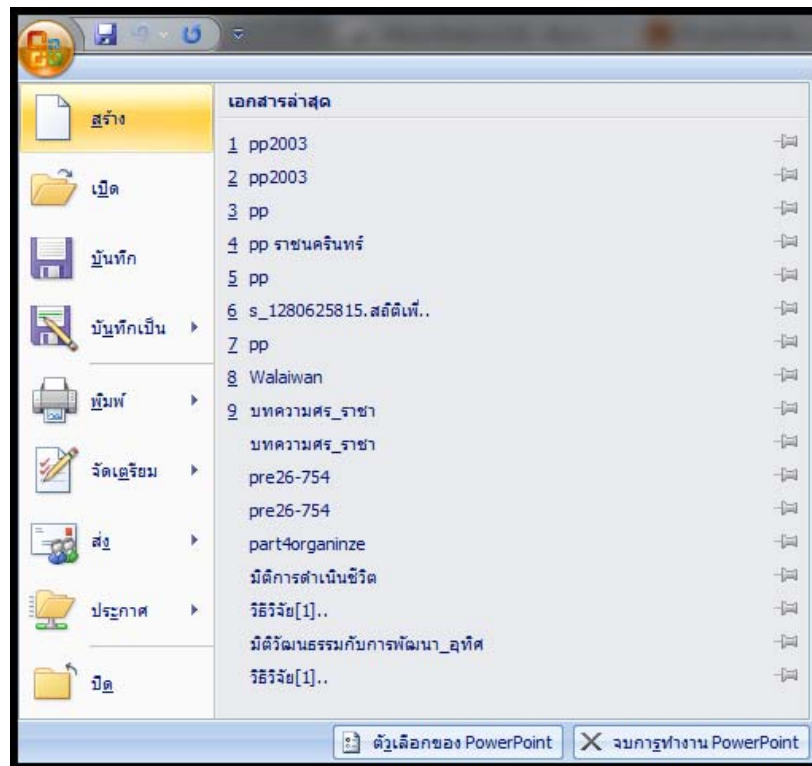 สร้าง
เปิด
บันทึก
บันทึกเป็น
พิมพ์
จัดเตรียม
ส่ง
ประกาศ
ปิด
เอกสารล่าสุด
1 pp2003
2 pp2003
3 pp
4 pp ราชนครินทร์
5 pp
6 s_1280625815.สถิติเพื่..
7 pp
8 Walaiwan
9 บทความศร_ราชา
บทความศร_ราชา
pre26-754
pre26-754
part4organinze
มิติการดำเนินชีวิต
วิธีวิจัย[1]..
มิติวัฒนธรรมกับการพัฒนา_อุทิศ
วิธีวิจัย[1]..
ตัวเลือกของ PowerPoint
จบการทำงาน PowerPoint